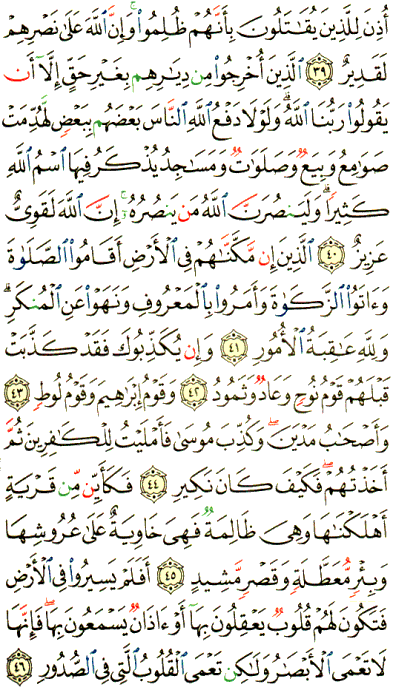 أُذِنَ لِلَّذِينَ يُقَٰتَلُونَ بِأَنَّهُمْ ظُلِمُوا۟ ۚ وَإِنَّ ٱللَّهَ عَلَىٰ نَصْرِهِمْ
لَقَدِيرٌ ٣٩ ٱلَّذِينَ أُخْرِجُوا۟ مِن دِيَٰرِهِم بِغَيْرِ حَقٍّ إِلَّآ أَن
يَقُولُوا۟ رَبُّنَا ٱللَّهُ ۗ وَلَوْلَا دَفْعُ ٱللَّهِ ٱلنَّاسَ بَعْضَهُم بِبَعْضٍ لَّهُدِّمَتْ
صَوَٰمِعُ وَبِيَعٌ وَصَلَوَٰتٌ وَمَسَٰجِدُ يُذْكَرُ فِيهَا ٱسْمُ ٱللَّهِ
كَثِيرًا ۗ وَلَيَنصُرَنَّ ٱللَّهُ مَن يَنصُرُهُۥٓ ۗ إِنَّ ٱللَّهَ لَقَوِىٌّ
عَزِيزٌ ٤٠ ٱلَّذِينَ إِن مَّكَّنَّٰهُمْ فِى ٱلْأَرْضِ أَقَامُوا۟ ٱلصَّلَوٰةَ
وَءَاتَوُا۟ ٱلزَّكَوٰةَ وَأَمَرُوا۟ بِٱلْمَعْرُوفِ وَنَهَوْا۟ عَنِ ٱلْمُنكَرِ ۗ
وَلِلَّهِ عَٰقِبَةُ ٱلْأُمُورِ ٤١ وَإِن يُكَذِّبُوكَ فَقَدْ كَذَّبَتْ
قَبْلَهُمْ قَوْمُ نُوحٍ وَعَادٌ وَثَمُودُ ٤٢ وَقَوْمُ إِبْرَٰهِيمَ وَقَوْمُ لُوطٍ ٤٣
وَأَصْحَٰبُ مَدْيَنَ ۖ وَكُذِّبَ مُوسَىٰ فَأَمْلَيْتُ لِلْكَٰفِرِينَ ثُمَّ
أَخَذْتُهُمْ ۖ فَكَيْفَ كَانَ نَكِيرِ ٤٤ فَكَأَيِّن مِّن قَرْيَةٍ
أَهْلَكْنَٰهَا وَهِىَ ظَالِمَةٌ فَهِىَ خَاوِيَةٌ عَلَىٰ عُرُوشِهَا
وَبِئْرٍ مُّعَطَّلَةٍ وَقَصْرٍ مَّشِيدٍ ٤٥ أَفَلَمْ يَسِيرُوا۟ فِى ٱلْأَرْضِ
فَتَكُونَ لَهُمْ قُلُوبٌ يَعْقِلُونَ بِهَآ أَوْ ءَاذَانٌ يَسْمَعُونَ بِهَا ۖ فَإِنَّهَا
لَا تَعْمَى ٱلْأَبْصَٰرُ وَلَٰكِن تَعْمَى ٱلْقُلُوبُ ٱلَّتِى فِى ٱلصُّدُورِ ٤٦